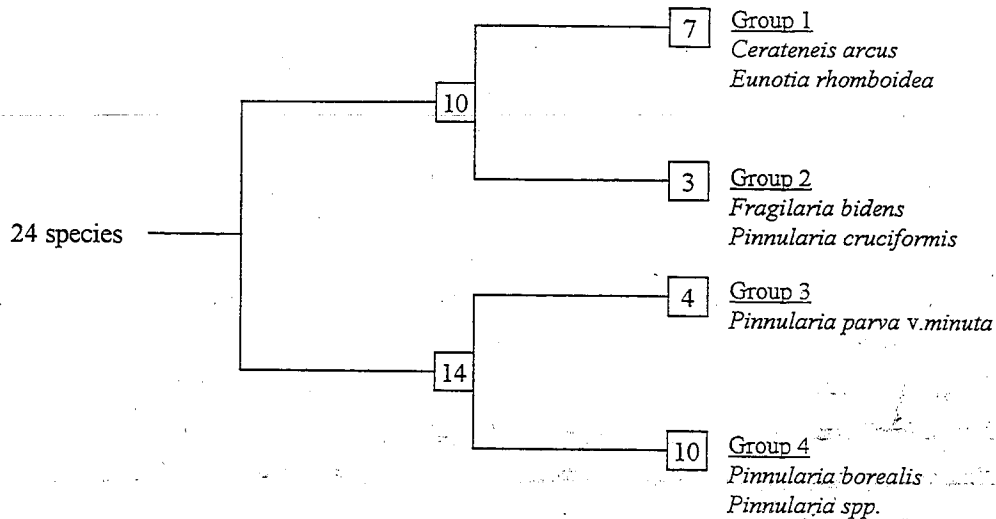 7
Group 1
Cerateneis arcus
Eunotia rhomboidea
10
3
Group 2
Fragilaria bidens
Pinnularia cruciformis
24 species
4
Group 3
Pinnularia parva v.minuta
14
10
Group 4
Pinnularia borealis
Pinnularia spp.